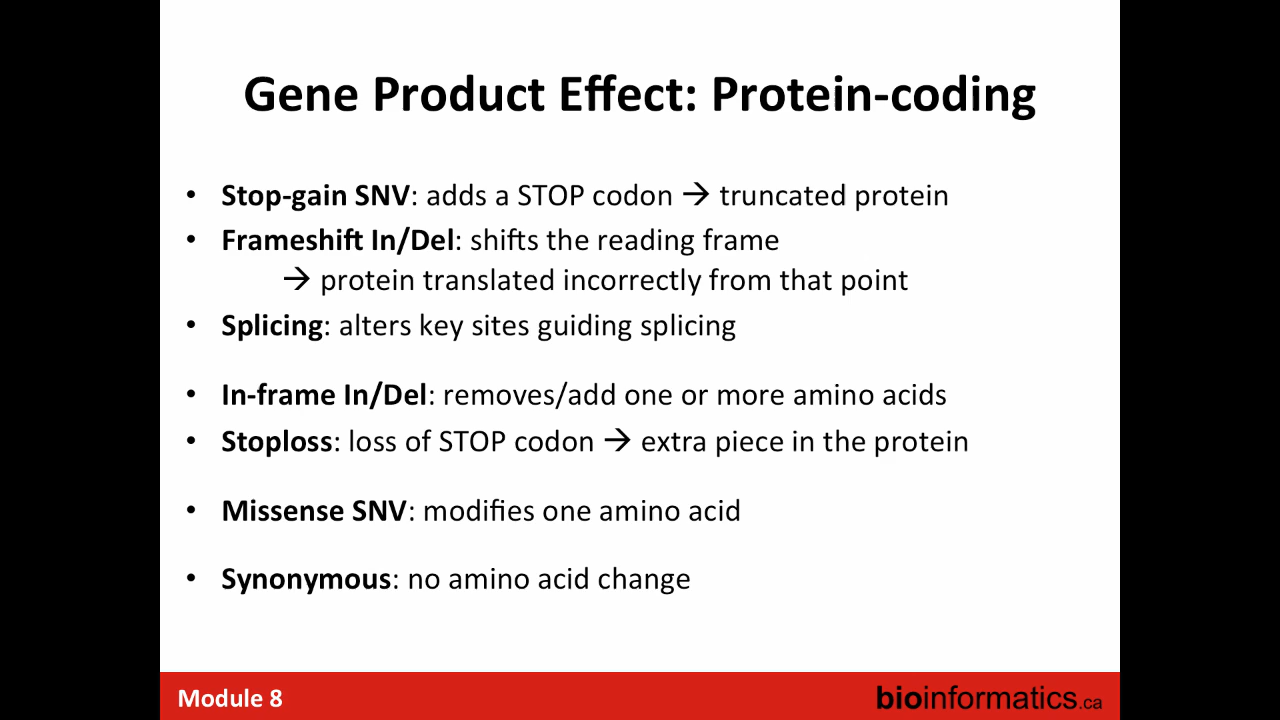 Gene Product Effect: Protein-coding
• Stop-gain SNV: adds a STOP codon → truncated protein
• Frameshift In/Del: shifts the reading frame
→ protein translated incorrectly from that point
• Splicing: alters key sites guiding splicing
• In-frame In/Del: removes/add one or more amino acids
• Stoploss: loss of STOP codon → extra piece in the protein
• Missense SNV: modifies one amino acid
• Synonymous: no amino acid change
Module 8
bioinformatics.ca